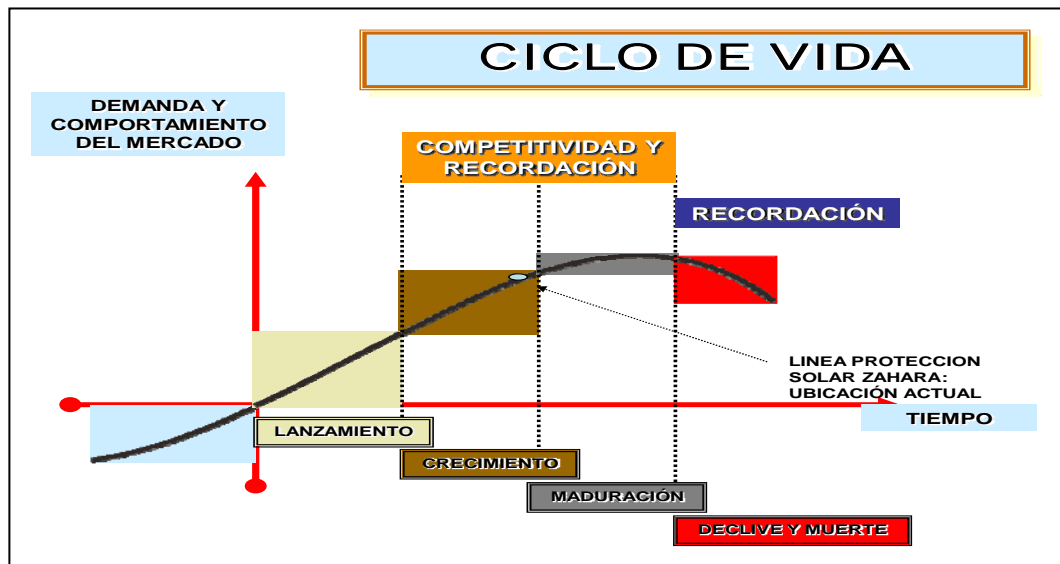 CICLO DE VIDA
DEMANDA Y
COMPORTAMIENTO
DEL MERCADO
COMPETITIVIDAD Y
RECORDACIÓN
RECORDACIÓN
LINEA PROTECCION
SOLAR ZAHARA:
UBICACIÓN ACTUAL
TIEMPO
LANZAMIENTO
CRECIMIENTO
MADURACIÓN
DECLIVE Y MUERTE